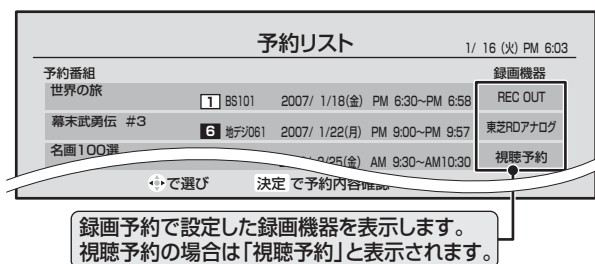 予約リスト 1/ 16 (火) PM 6:03
予約番組 録画機器
世界の旅
1 BS101 2007/ 1/18(金) PM 6:30~PM 6:58 REC OUT
幕末武勇伝 #3
6 地デジ061 2007/ 1/22(月) PM 9:00~PM 9:57 東芝RDアナログ
名画100選
/25(金) AM 9:30~AM10:30 視聴予約
で選び 決定 で予約内容確認
録画予約で設定した録画機器を表示します。
視聴予約の場合は「視聴予約」と表示されます。